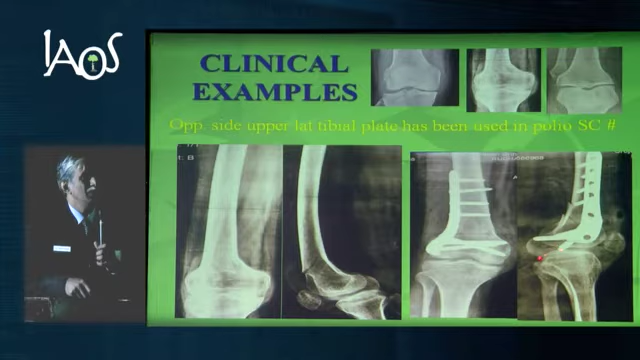 IAOS
CLINICAL
EXAMPLES
Opp. side upper lat tibial plate has been used in polio SC #